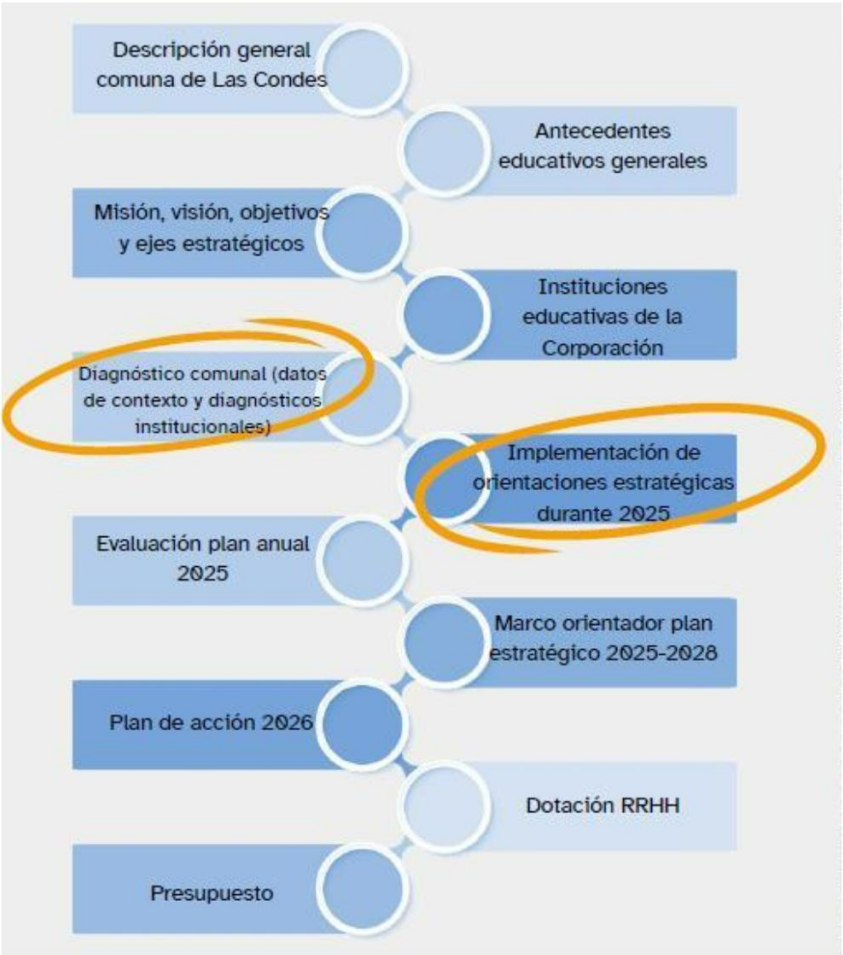 Descripción general
comuna de Las Condes
Antecedentes
educativos generales
Misión, visión, objetivos
y ejes estratégicos
Instituciones
educativas de la
Corporación
Diagnóstico comunal (datos
de contexto y diagnósticos
institucionales)
Implementación de
orientaciones estratégicas
durante 2025
Evaluación plan anual
2025
Marco orientador plan
estratégico 2025-2028
Plan de acción 2026
Dotación RRHH
Presupuesto